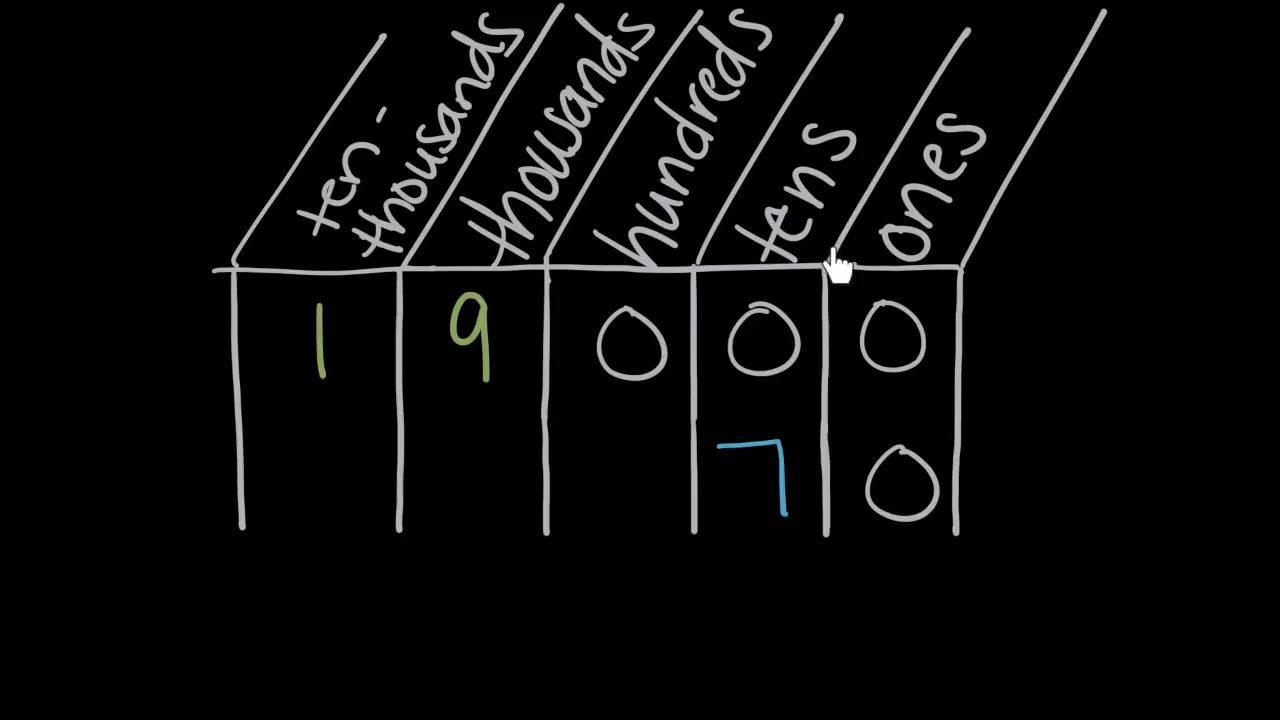 ten-
thousands
thousands
hundreds
tens
ones
1 9 0 0 0
7 0